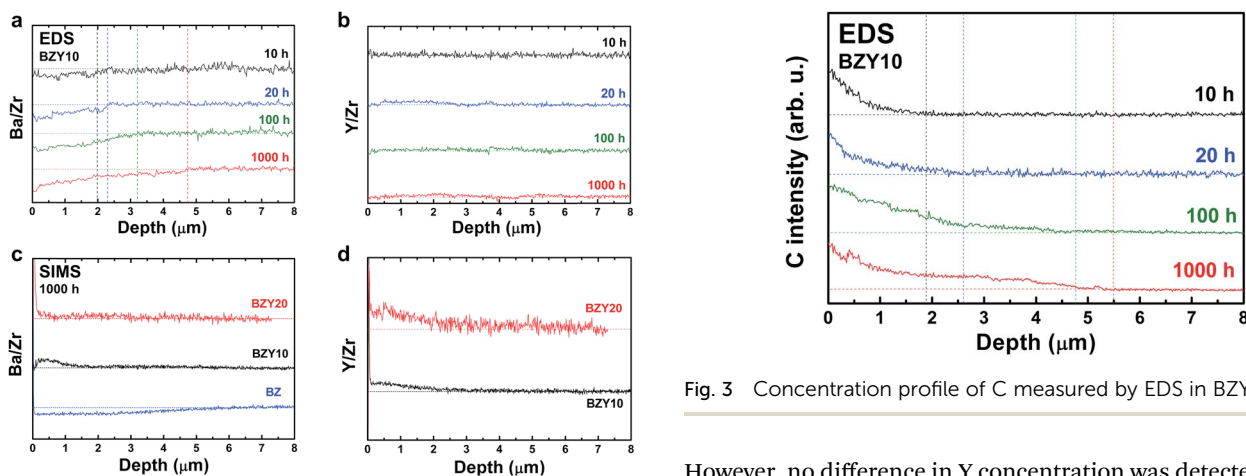 a
EDS
BZY10
10 h
20 h
100 h
1000 h
Ba/Zr
0 1 2 3 4 5 6 7 8
Depth (μm)
b
10 h
20 h
100 h
1000 h
Y/Zr
0 1 2 3 4 5 6 7 8
Depth (μm)
c
SIMS
1000 h
BZY20
BZY10
BZ
Ba/Zr
0 1 2 3 4 5 6 7 8
Depth (μm)
d
BZY20
BZY10
Y/Zr
0 1 2 3 4 5 6 7 8
Depth (μm)
EDS
BZY10
10 h
20 h
100 h
1000 h
C intensity (arb. u.)
0 1 2 3 4 5 6 7 8
Depth (μm)
Fig. 3 Concentration profile of C measured by EDS in BZY
However, no difference in Y concentration was detecte